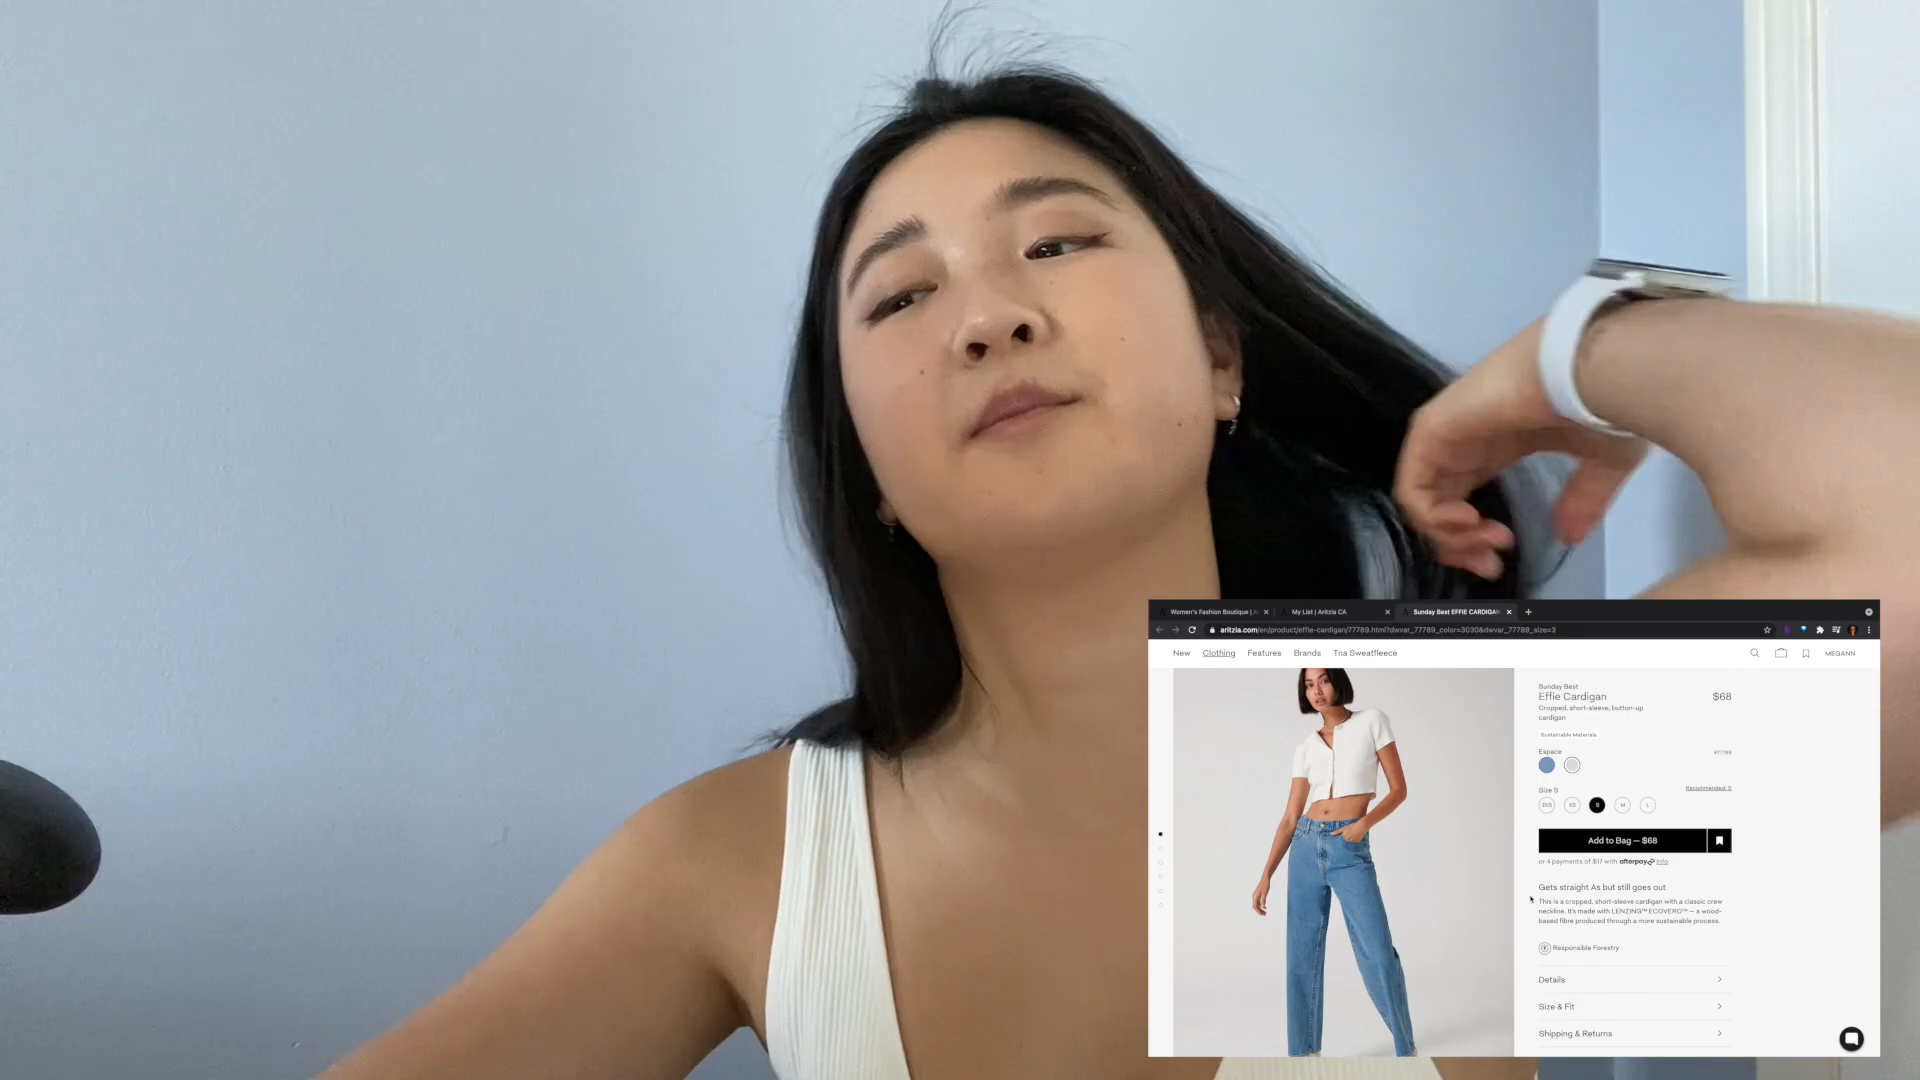 Women's Fashion Boutique | A
My List | Aritzia CA
Sunday Best EFFIE CARDIGAN
aritzia.com/en/product/effie-cardigan/77789.html?dwvar_77789_color=3030&dwvar_77789_size=3
New Clothing Features Brands Tna Sweatfleece
MEGANN
Sunday Best
Effie Cardigan $68
Cropped, short-sleeve, button-up
cardigan
Sustainable Materials
Espace #77789
Size S Recommended: S
2XS XS S M L
Add to Bag — $68
or 4 payments of $17 with afterpay Info
Gets straight As but still goes out
This is a cropped, short-sleeve cardigan with a classic crew
neckline. It's made with LENZING™ ECOVERO™ — a wood-
based fibre produced through a more sustainable process.
Responsible Forestry
Details
Size & Fit
Shipping & Returns